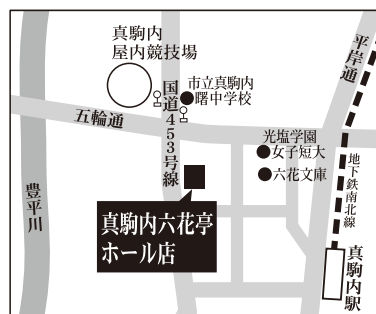 真駒内
屋内競技場
国道453号線
市立真駒内
曙中学校
平岸通
五輪通
光塩学園
女子短大
六花文庫
地下鉄南北線
豊平川
真駒内六花亭
ホール店
真駒内駅